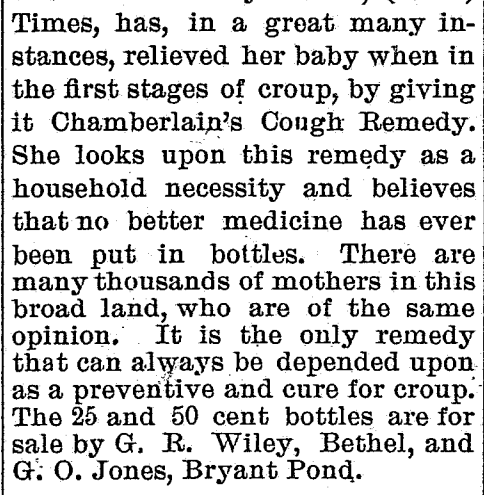 Times, has, in a great many in-
stances, relieved her baby when in
the first stages of croup, by giving
it Chamberlain's Cough Remedy.
She looks upon this remedy as a
household necessity and believes
that no better medicine has ever
been put in bottles. There are
many thousands of mothers in this
broad land, who are of the same
opinion. It is the only remedy
that can always be depended upon
as a preventive and cure for croup.
The 25 and 50 cent bottles are for
sale by G. R. Wiley, Bethel, and
G. O. Jones, Bryant Pond.